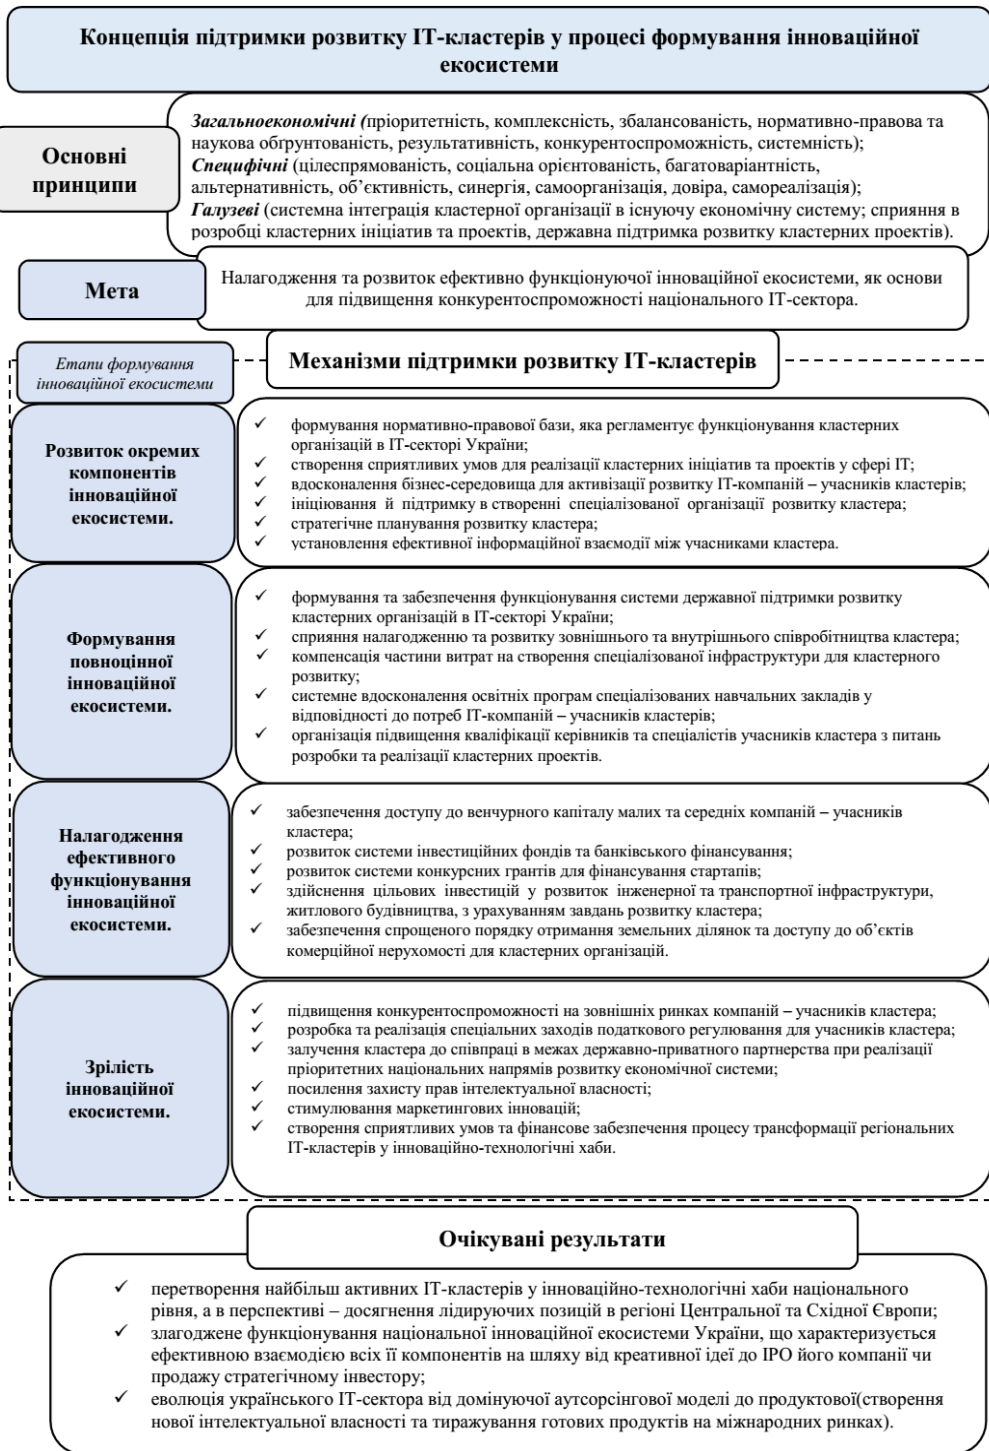 Концепція підтримки розвитку ІТ-кластерів у процесі формування інноваційної
екосистеми
Основні
принципи
Загальноекономічні (пріоритетність, комплексність, збалансованість, нормативно-правова та
наукова обґрунтованість, результативність, конкурентоспроможність, системність);
Специфічні (цілеспрямованість, соціальна орієнтованість, багатоваріантність,
альтернативність, об’єктивність, синергія, самоорганізація, довіра, самореалізація);
Галузеві (системна інтеграція кластерної організації в існуючу економічну систему; сприяння в
розробці кластерних ініціатив та проектів, державна підтримка розвитку кластерних проектів).
Мета
Налагодження та розвиток ефективно функціонуючої інноваційної екосистеми, як основи
для підвищення конкурентоспроможності національного ІТ-сектора.
Етапи формування
інноваційної екосистеми
Механізми підтримки розвитку ІТ-кластерів
Розвиток окремих
компонентів
інноваційної
екосистеми.
✓ формування нормативно-правової бази, яка регламентує функціонування кластерних
організацій в ІТ-секторі України;
✓ створення сприятливих умов для реалізації кластерних ініціатив та проектів у сфері ІТ;
✓ вдосконалення бізнес-середовища для активізації розвитку ІТ-компаній – учасників кластерів;
✓ ініціювання й підтримку в створенні спеціалізованої організації розвитку кластера;
✓ стратегічне планування розвитку кластера;
✓ установлення ефективної інформаційної взаємодії між учасниками кластера.
Формування
повноцінної
інноваційної
екосистеми.
✓ формування та забезпечення функціонування системи державної підтримки розвитку
кластерних організацій в ІТ-секторі України;
✓ сприяння налагодженню та розвитку зовнішнього та внутрішнього співробітництва кластера;
✓ компенсація частини витрат на створення спеціалізованої інфраструктури для кластерного
розвитку;
✓ системне вдосконалення освітніх програм спеціалізованих навчальних закладів у
відповідності до потреб ІТ-компаній – учасників кластерів;
✓ організація підвищення кваліфікації керівників та спеціалістів учасників кластера з питань
розробки та реалізації кластерних проектів.
Налагодження
ефективного
функціонування
інноваційної
екосистеми.
✓ забезпечення доступу до венчурного капіталу малих та середніх компаній – учасників
кластера;
✓ розвиток системи інвестиційних фондів та банківського фінансування;
✓ розвиток системи конкурсних грантів для фінансування стартапів;
✓ здійснення цільових інвестицій у розвиток інженерної та транспортної інфраструктури,
житлового будівництва, з урахуванням завдань розвитку кластера;
✓ забезпечення спрощеного порядку отримання земельних ділянок та доступу до об’єктів
комерційної нерухомості для кластерних організацій.
Зрілість
інноваційної
екосистеми.
✓ підвищення конкурентоспроможності на зовнішніх ринках компаній – учасників кластера;
✓ розробка та реалізація спеціальних заходів податкового регулювання для учасників кластера;
✓ залучення кластера до співпраці в межах державно-приватного партнерства при реалізації
пріоритетних національних напрямів розвитку економічної системи;
✓ посилення захисту прав інтелектуальної власності;
✓ стимулювання маркетингових інновацій;
✓ створення сприятливих умов та фінансове забезпечення процесу трансформації регіональних
ІТ-кластерів у інноваційно-технологічні хаби.
Очікувані результати
✓ перетворення найбільш активних ІТ-кластерів у інноваційно-технологічні хаби національного
рівня, а в перспективі – досягнення лідируючих позицій в регіоні Центральної та Східної Європи;
✓ злагоджене функціонування національної інноваційної екосистеми України, що характеризується
ефективною взаємодією всіх її компонентів на шляху від креативної ідеї до IPO його компанії чи
продажу стратегічному інвестору;
✓ еволюція українського ІТ-сектора від домінуючої аутсорсінгової моделі до продуктової(створення
нової інтелектуальної власності та тиражування готових продуктів на міжнародних ринках).